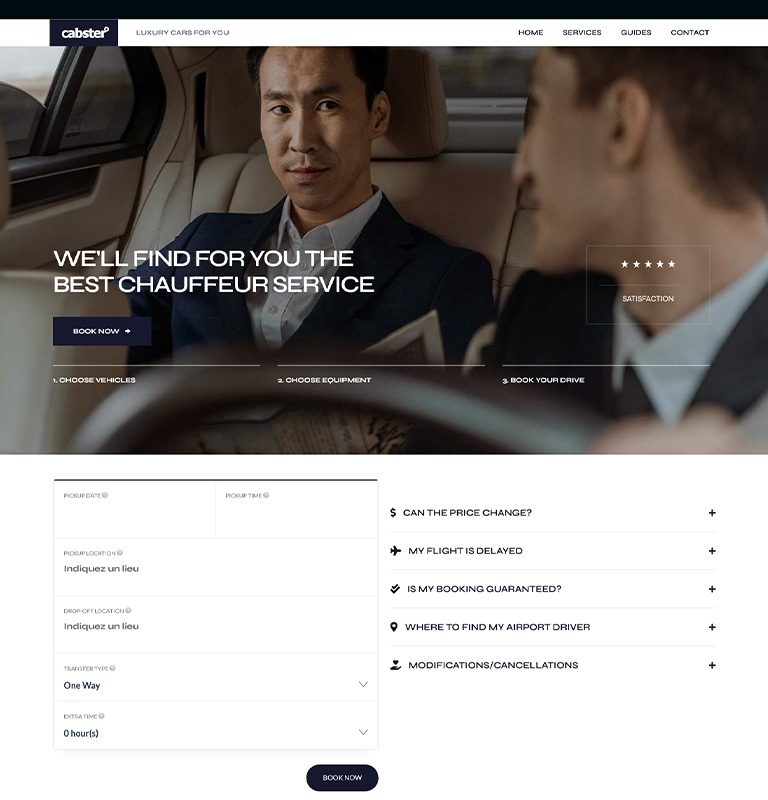 cabster
LUXURY CARS FOR YOU
HOME
SERVICES
GUIDES
CONTACT
WE'LL FIND FOR YOU THE
BEST CHAUFFEUR SERVICE
SATISFACTION
BOOK NOW
1. CHOOSE VEHICLES
2. CHOOSE EQUIPMENT
3. BOOK YOUR DRIVE
PICKUP DATE
PICKUP TIME
PICKUP LOCATION
Indiquez un lieu
DROP-OFF LOCATION
Indiquez un lieu
TRANSFER TYPE
One Way
EXTRA TIME
0 hour(s)
BOOK NOW
CAN THE PRICE CHANGE?
MY FLIGHT IS DELAYED
IS MY BOOKING GUARANTEED?
WHERE TO FIND MY AIRPORT DRIVER
MODIFICATIONS/CANCELLATIONS